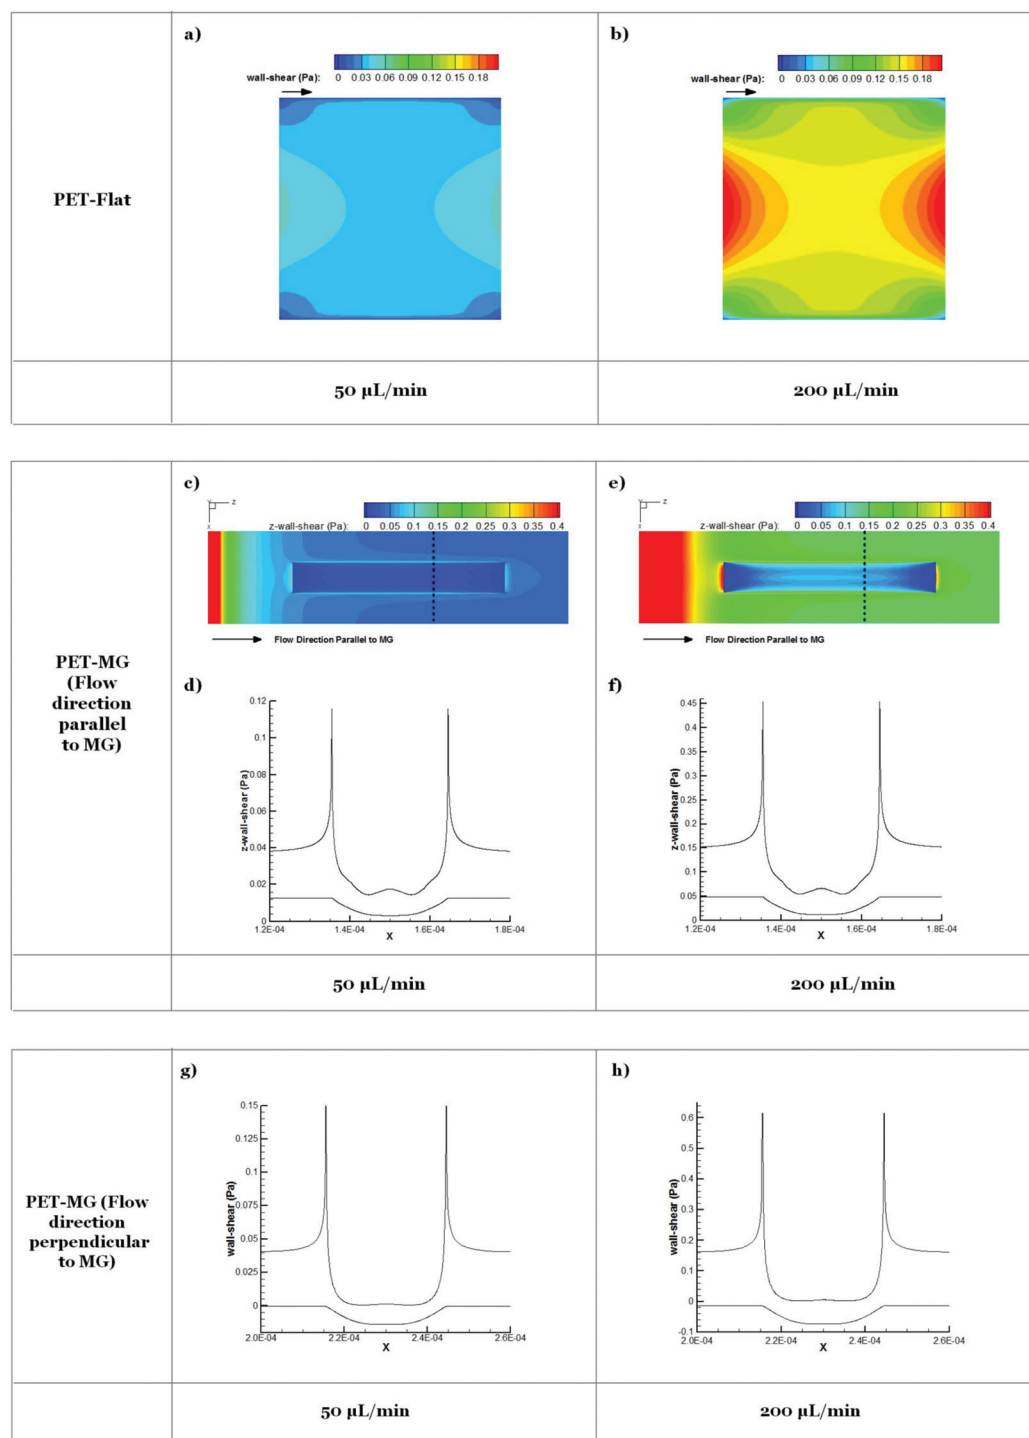 a)
wall-shear (Pa):
0 0.03 0.06 0.09 0.12 0.15 0.18
b)
wall-shear (Pa):
0 0.03 0.06 0.09 0.12 0.15 0.18
PET-Flat
50 µL/min
200 µL/min
c)
Y Z
X
z-wall-shear (Pa):
0 0.05 0.1 0.15 0.2 0.25 0.3 0.35 0.4
Flow Direction Parallel to MG
e)
Y Z
X
z-wall-shear (Pa):
0 0.05 0.1 0.15 0.2 0.25 0.3 0.35 0.4
Flow Direction Parallel to MG
PET-MG
(Flow
direction
parallel
to MG)
d)
z-wall-shear (Pa)
0.12
0.1
0.08
0.06
0.04
0.02
0
1.2E-04 1.4E-04 1.6E-04 1.8E-04
X
f)
z-wall-shear (Pa)
0.45
0.4
0.35
0.3
0.25
0.2
0.15
0.1
0.05
0
1.2E-04 1.4E-04 1.6E-04 1.8E-04
X
50 µL/min
200 µL/min
PET-MG (Flow
direction
perpendicular
to MG)
g)
wall-shear (Pa)
0.15
0.125
0.1
0.075
0.05
0.025
0
2.0E-04 2.2E-04 2.4E-04 2.6E-04
X
h)
wall-shear (Pa)
0.6
0.5
0.4
0.3
0.2
0.1
0
-0.1
2.0E-04 2.2E-04 2.4E-04 2.6E-04
X
50 µL/min
200 µL/min